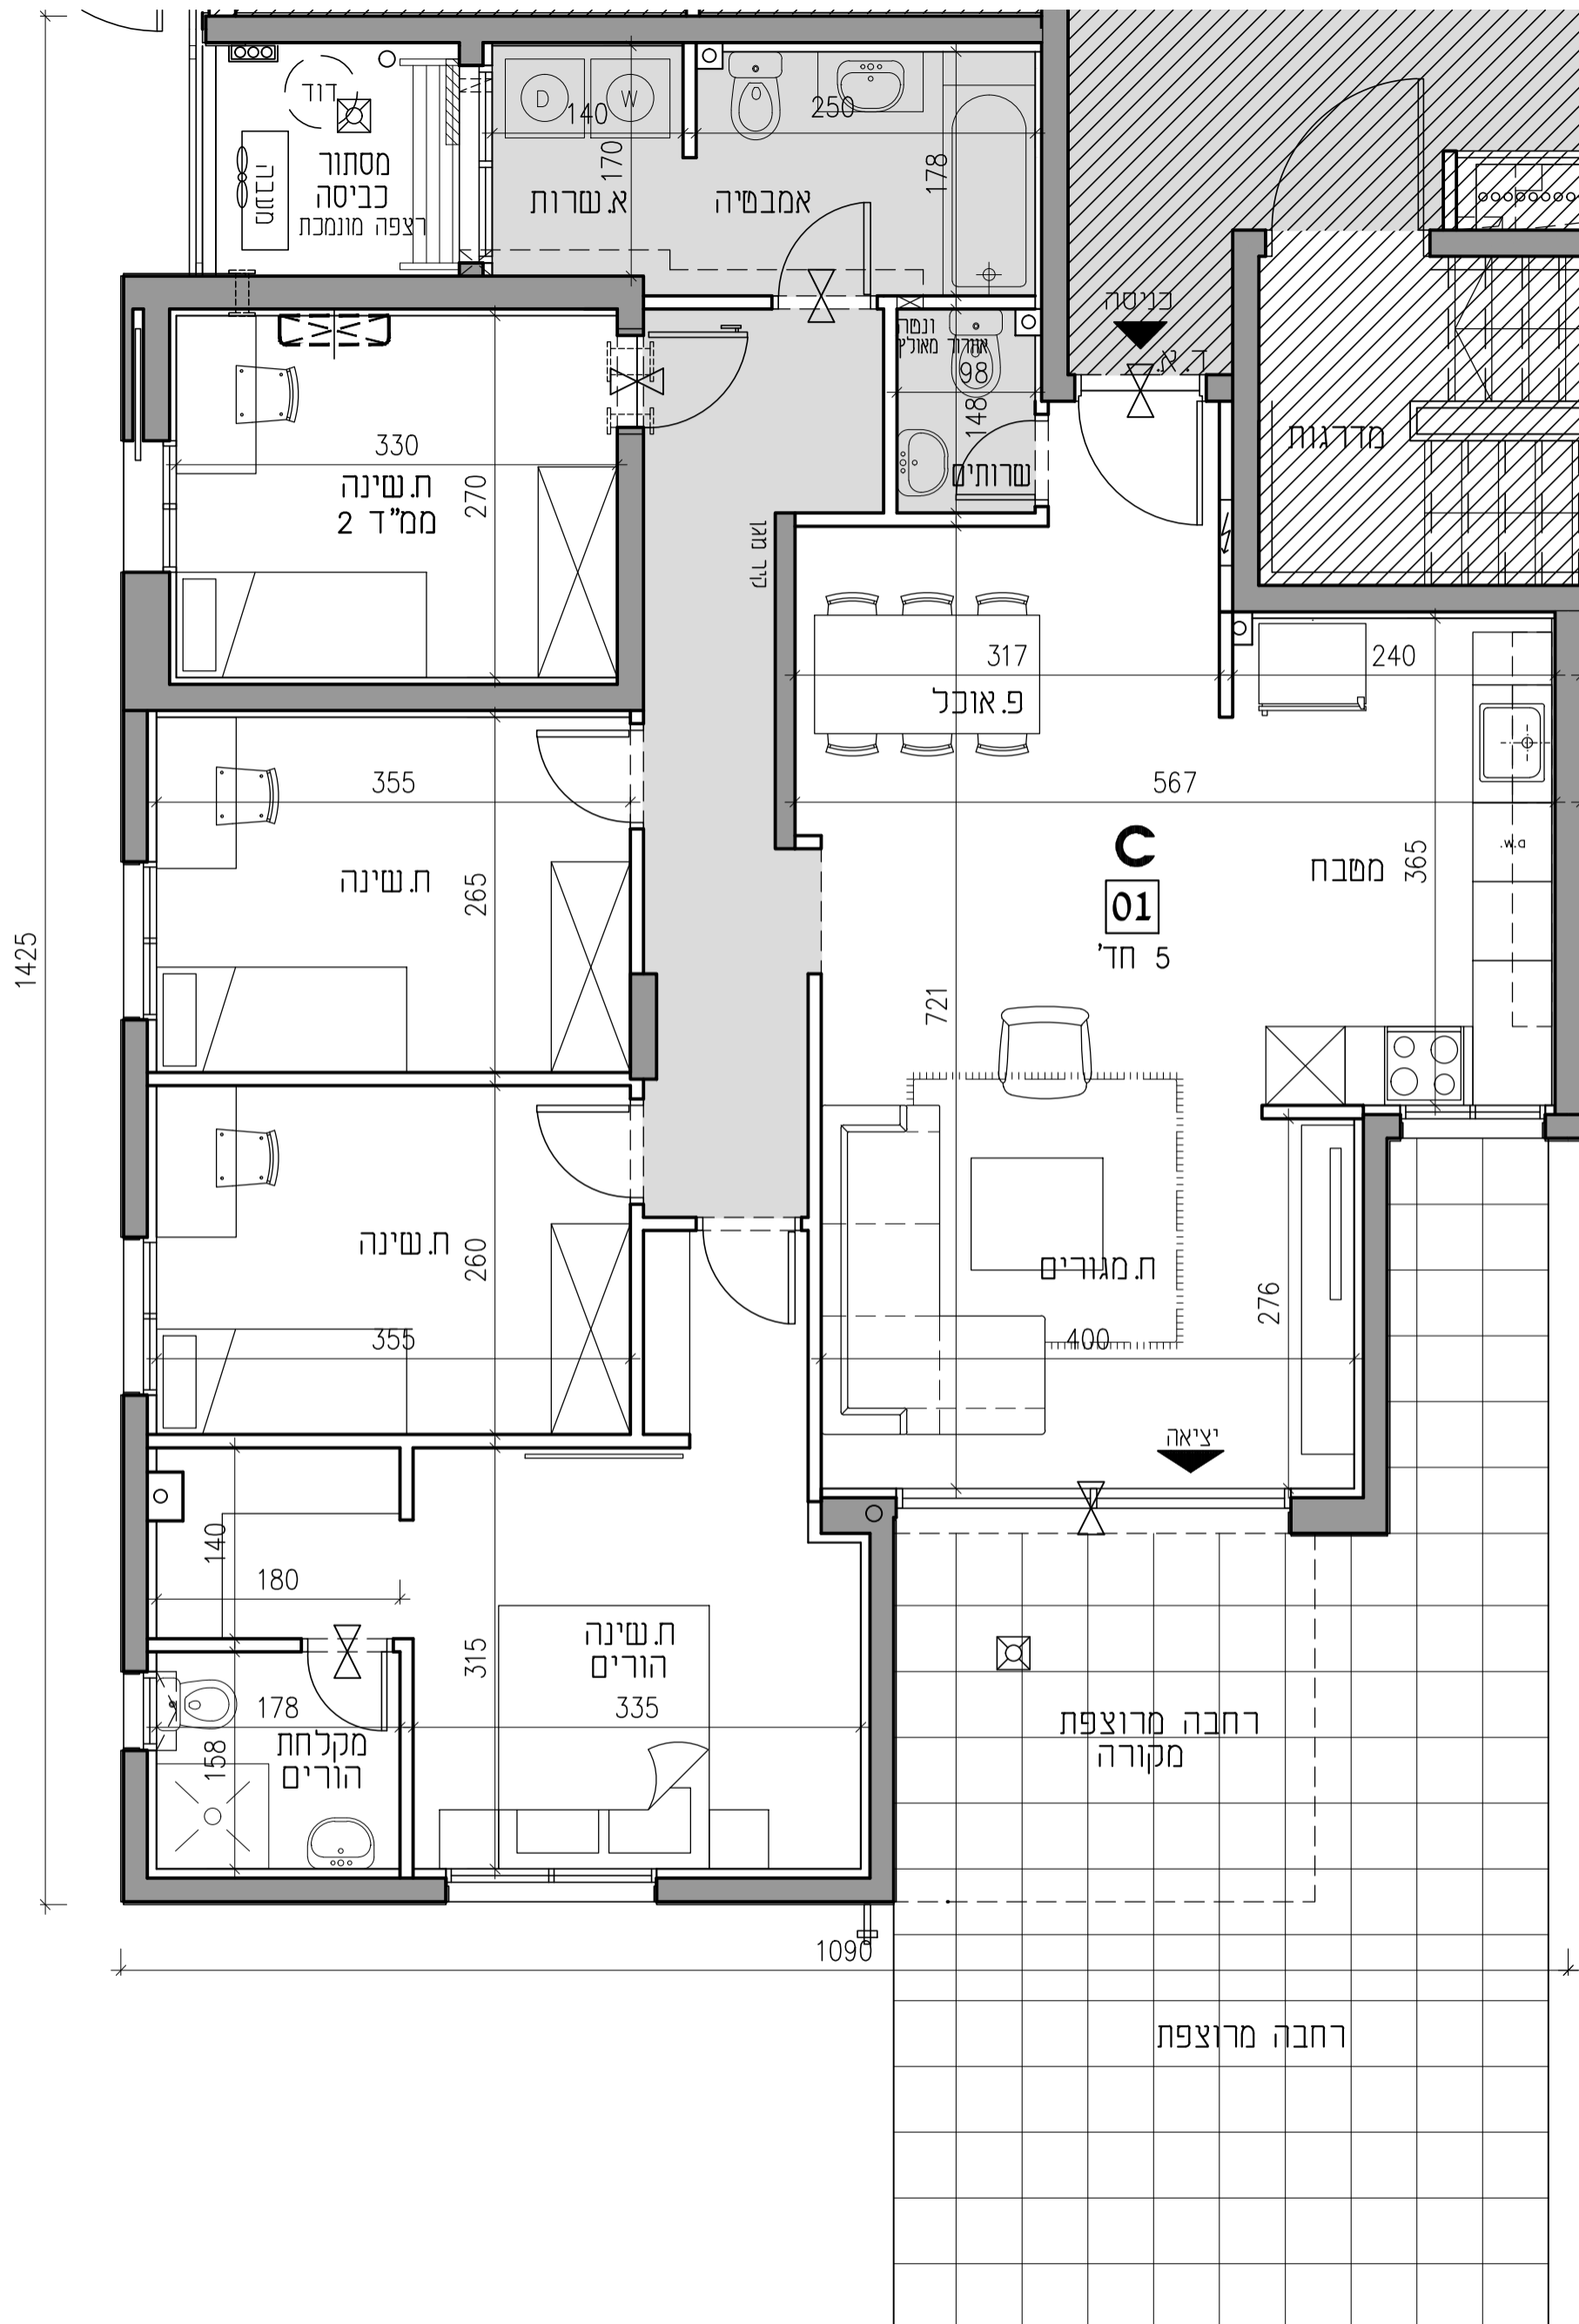 דוד
מסתור
כביסה
רצפה מונמכת
מעבה
D
W
140
170
א.שרות
250
178
אמבטיה
כניסה
ד.א.
ונטה
אוורור מאולץ
98
148
שרותים
מדרגות
330
ח.שינה
ממ"ד 2
270
קיר מגן
317
פ.אוכל
240
355
567
ח.שינה
265
C
01
5 חד'
מטבח
365
d.w.
1425
721
ח.שינה
260
355
ח.מגורים
400
276
יציאה
140
180
315
ח.שינה
הורים
335
178
158
מקלחת
הורים
רחבה מרוצפת
מקורה
1090
רחבה מרוצפת